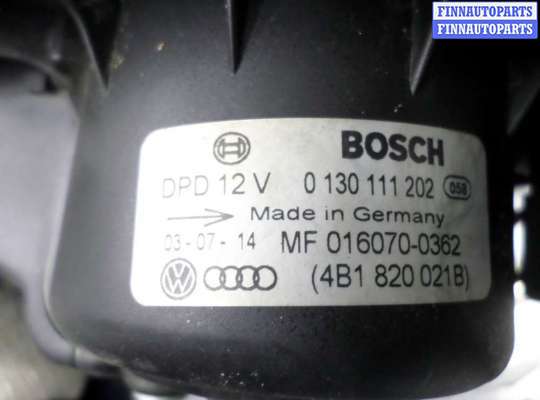 FINNAUTOPARTS
FINNAUTOPARTS
BOSCH
DPD 12 V 0 130 111 202 058
Made in Germany
03-07-14 MF 016070-0362
(4B1 820 021B)